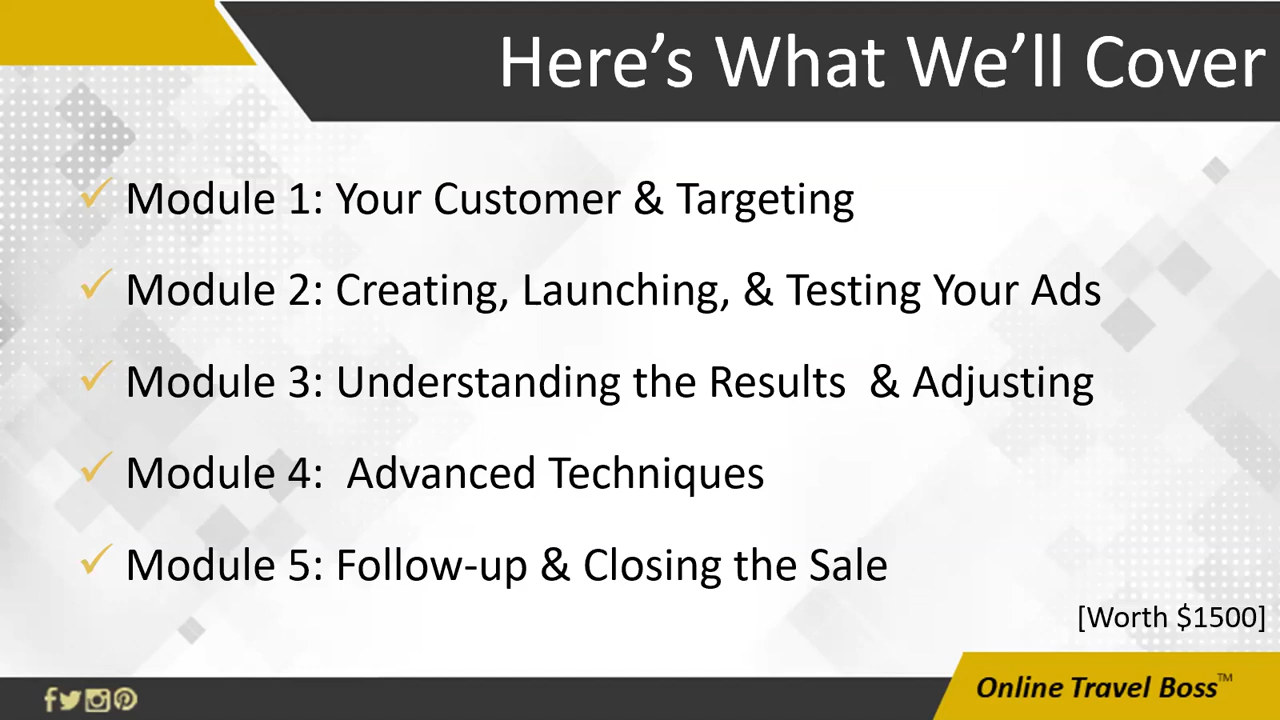 Here’s What We’ll Cover
✓ Module 1: Your Customer & Targeting
✓ Module 2: Creating, Launching, & Testing Your Ads
✓ Module 3: Understanding the Results  & Adjusting
✓ Module 4:  Advanced Techniques
✓ Module 5: Follow-up & Closing the Sale
[Worth $1500]
Online Travel Boss™